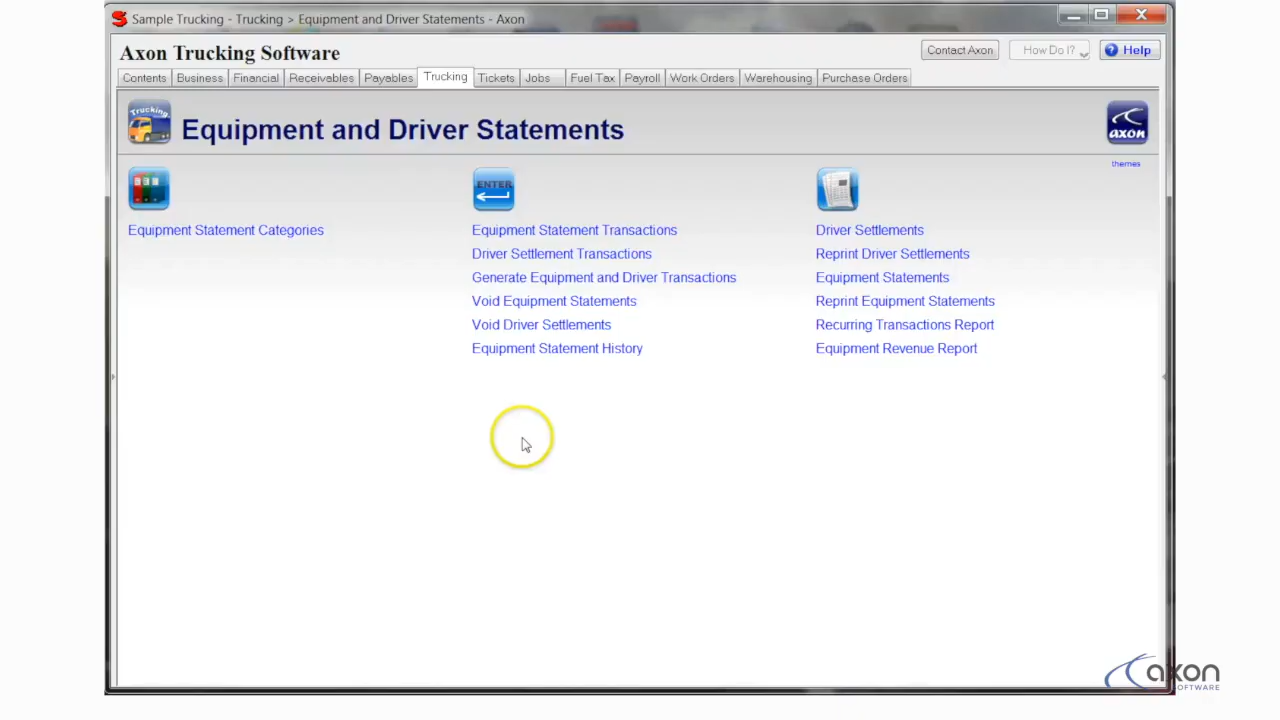 Sample Trucking - Trucking > Equipment and Driver Statements - Axon
Axon Trucking Software
Contact Axon
How Do I?
Help
Contents Business Financial Receivables Payables Trucking Tickets Jobs Fuel Tax Payroll Work Orders Warehousing Purchase Orders
Trucking
Equipment and Driver Statements
axon
themes
ENTER
Equipment Statement Categories
Equipment Statement Transactions
Driver Settlement Transactions
Generate Equipment and Driver Transactions
Void Equipment Statements
Void Driver Settlements
Equipment Statement History
Driver Settlements
Reprint Driver Settlements
Equipment Statements
Reprint Equipment Statements
Recurring Transactions Report
Equipment Revenue Report
axon
SOFTWARE